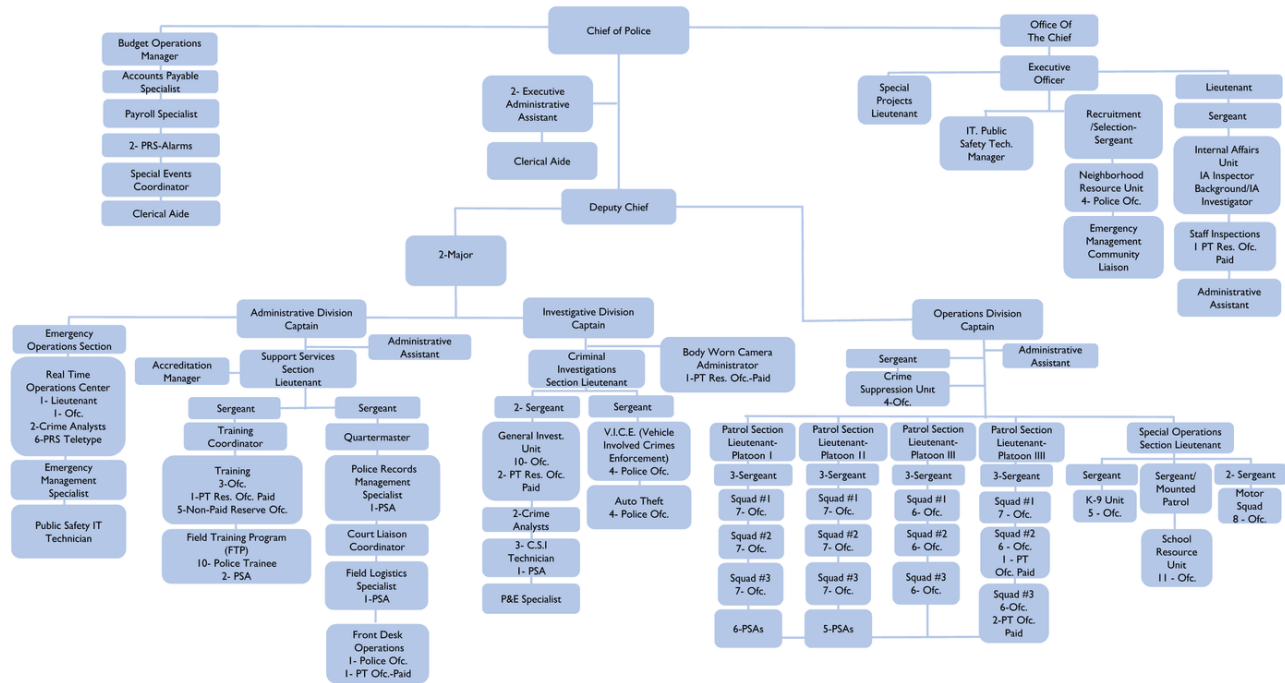 Chief of Police
Office Of
The Chief
Budget Operations
Manager
Accounts Payable
Specialist
Payroll Specialist
2- PRS-Alarms
Special Events
Coordinator
Clerical Aide
2- Executive
Administrative
Assistant
Clerical Aide
Executive
Officer
Special
Projects
Lieutenant
IT. Public
Safety Tech.
Manager
Recruitment
/Selection-
Sergeant
Neighborhood
Resource Unit
4- Police Ofc.
Emergency
Management
Community
Liaison
Lieutenant
Sergeant
Internal Affairs
Unit
IA Inspector
Background/IA
Investigator
Staff Inspections
1 PT Res. Ofc.
Paid
Administrative
Assistant
Deputy Chief
2-Major
Administrative Division
Captain
Administrative
Assistant
Emergency
Operations Section
Real Time
Operations Center
1- Lieutenant
1- Ofc.
2-Crime Analysts
6-PRS Teletype
Emergency
Management
Specialist
Public Safety IT
Technician
Accreditation
Manager
Support Services
Section
Lieutenant
Sergeant
Training
Coordinator
Training
3-Ofc.
1-PT Res. Ofc. Paid
5-Non-Paid Reserve Ofc.
Field Training Program
(FTP)
10- Police Trainee
2- PSA
Sergeant
Quartermaster
Police Records
Management
Specialist
1-PSA
Court Liaison
Coordinator
Field Logistics
Specialist
1-PSA
Front Desk
Operations
1- Police Ofc.
1- PT Ofc.-Paid
Investigative Division
Captain
Criminal
Investigations
Section Lieutenant
Body Worn Camera
Administrator
1-PT Res. Ofc.-Paid
2- Sergeant
General Invest.
Unit
10- Ofc.
2- PT Res. Ofc.
Paid
2-Crime
Analysts
3- C.S.I
Technician
1- PSA
P&E Specialist
Sergeant
V.I.C.E. (Vehicle
Involved Crimes
Enforcement)
4- Police Ofc.
Auto Theft
4- Police Ofc.
Operations Division
Captain
Administrative
Assistant
Sergeant
Crime
Suppression Unit
4-Ofc.
Patrol Section
Lieutenant-
Platoon I
3-Sergeant
Squad #1
7- Ofc.
Squad #2
7- Ofc.
Squad #3
7- Ofc.
6-PSAs
Patrol Section
Lieutenant-
Platoon 11
3-Sergeant
Squad #1
7- Ofc.
Squad #2
7- Ofc.
Squad #3
7- Ofc.
5-PSAs
Patrol Section
Lieutenant-
Platoon III
3-Sergeant
Squad #1
6- Ofc.
Squad #2
6- Ofc.
Squad #3
6- Ofc.
Patrol Section
Lieutenant-
Platoon IIII
3-Sergeant
Squad #1
7 - Ofc.
Squad #2
6 - Ofc.
1 - PT
Ofc. Paid
Squad #3
6-Ofc.
2-PT Ofc.
Paid
Special Operations
Section Lieutenant
Sergeant
K-9 Unit
5 - Ofc.
Sergeant/
Mounted
Patrol
School
Resource
Unit
11 - Ofc.
2- Sergeant
Motor
Squad
8 - Ofc.